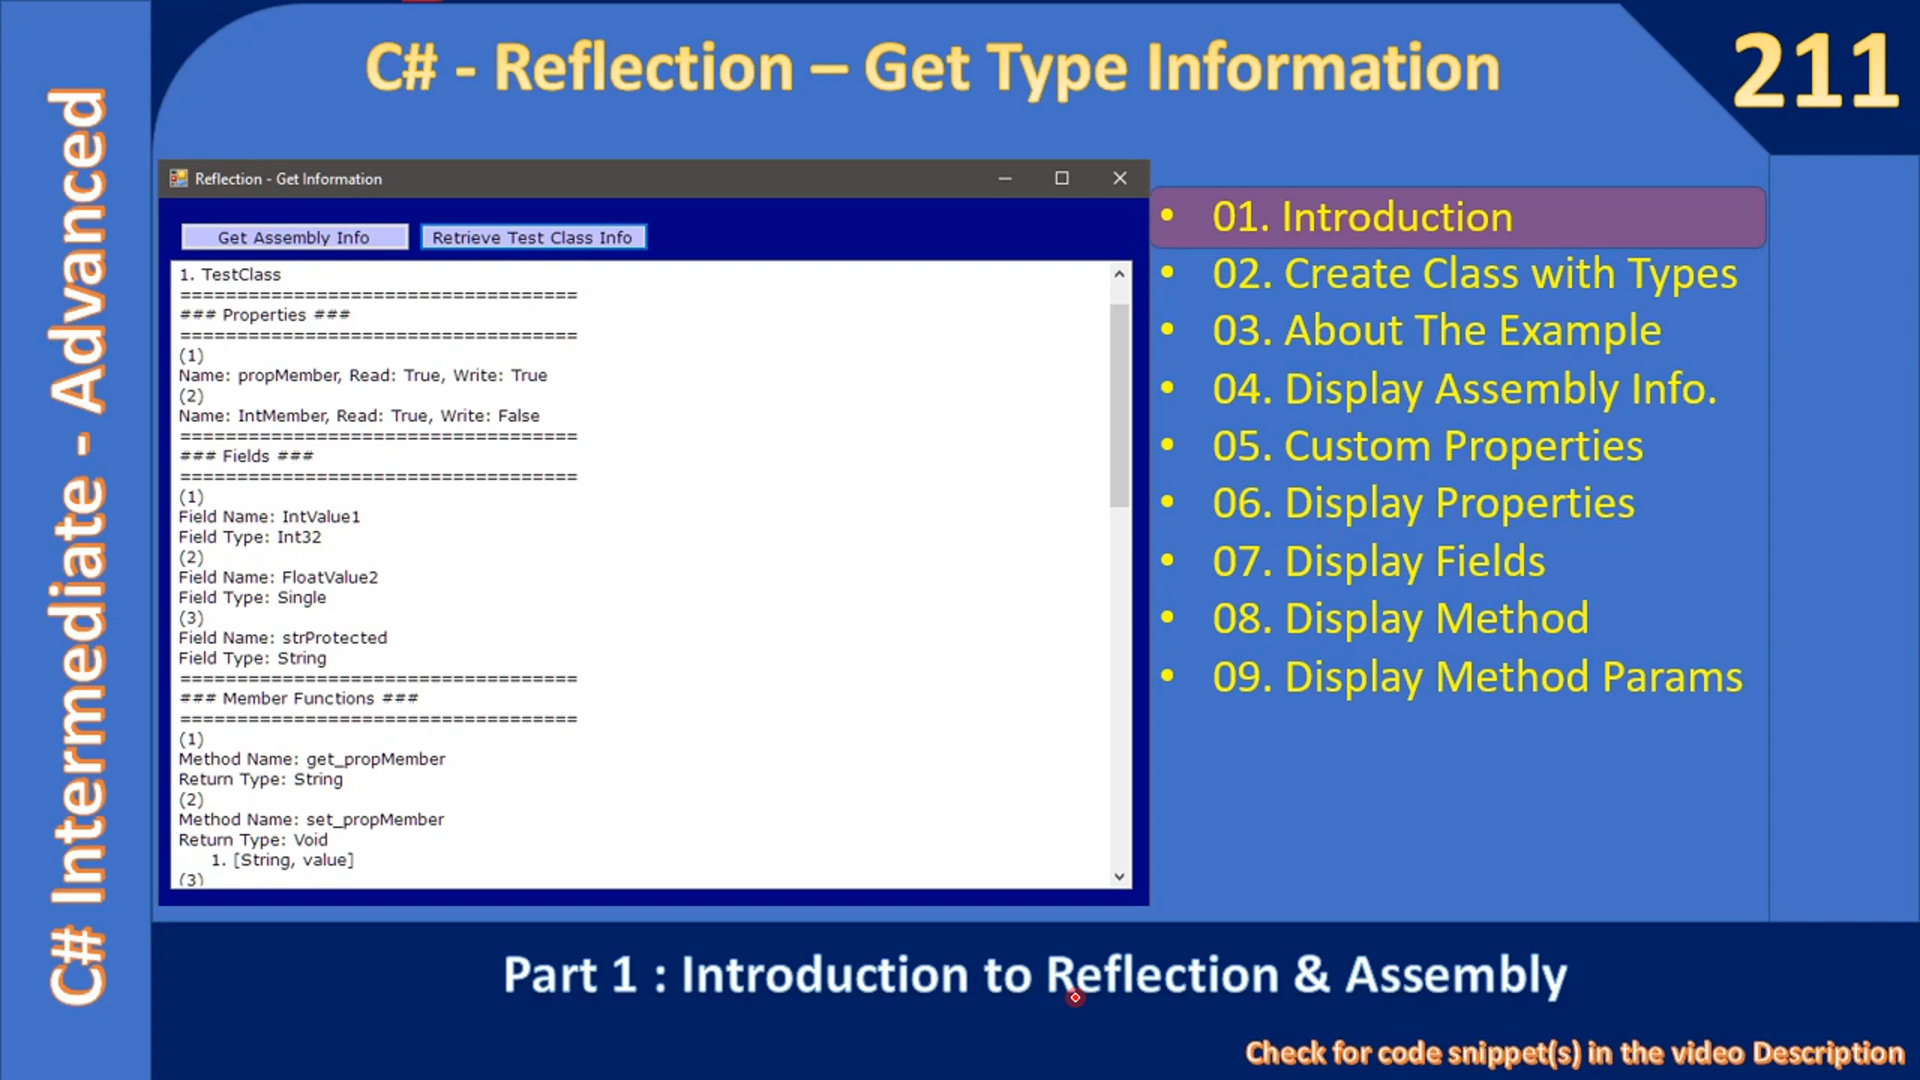 C# - Reflection – Get Type Information
211
C# Intermediate - Advanced
Reflection - Get Information
Get Assembly Info
Retrieve Test Class Info
1. TestClass
==================================
### Properties ###
==================================
(1)
Name: propMember, Read: True, Write: True
(2)
Name: IntMember, Read: True, Write: False
==================================
### Fields ###
==================================
(1)
Field Name: IntValue1
Field Type: Int32
(2)
Field Name: FloatValue2
Field Type: Single
(3)
Field Name: strProtected
Field Type: String
==================================
### Member Functions ###
==================================
(1)
Method Name: get_propMember
Return Type: String
(2)
Method Name: set_propMember
Return Type: Void
1. [String, value]
(3)
• 01. Introduction
• 02. Create Class with Types
• 03. About The Example
• 04. Display Assembly Info.
• 05. Custom Properties
• 06. Display Properties
• 07. Display Fields
• 08. Display Method
• 09. Display Method Params
Part 1 : Introduction to Reflection & Assembly
Check for code snippet(s) in the video Description